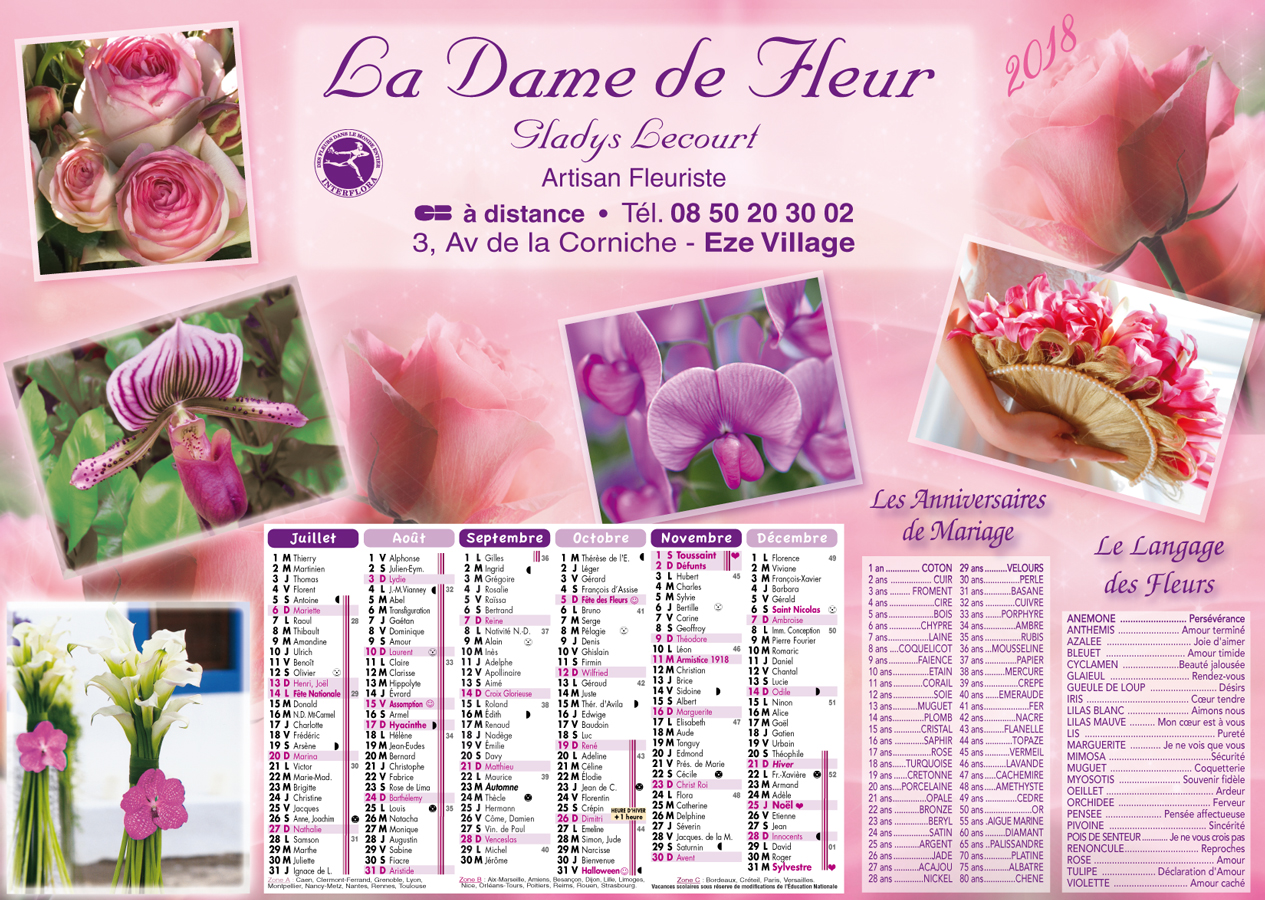 2018
La Dame de Fleur
Gladys Lecourt
DES FLEURS DANS LE MONDE ENTIER
INTERFLORA
Artisan Fleuriste
CB à distance • Tél. 08 50 20 30 02
3, Av de la Corniche - Eze Village
Juillet
1 M Thierry
2 M Martinien
3 J Thomas
4 V Florent
5 S Antoine
6 D Mariette
7 L Raoul 28
8 M Thibault
9 M Amandine
10 J Ulrich
11 V Benoît
12 S Olivier
13 D Henri, Joël
14 L Fête Nationale 29
15 M Donald
16 M N.D. Mt-Carmel
17 J Charlotte
18 V Frédéric
19 S Arsène
20 D Marina
21 L Victor 30
22 M Marie-Mad.
23 M Brigitte
24 J Christine
25 V Jacques
26 S Anne, Joachim
27 D Nathalie
28 L Samson 31
29 M Marthe
30 M Juliette
31 J Ignace de L.
Août
1 V Alphonse
2 S Julien-Eym.
3 D Lydie
4 L J.-M.Vianney 32
5 M Abel
6 M Transfiguration
7 J Gaétan
8 V Dominique
9 S Amour
10 D Laurent
11 L Claire 33
12 M Clarisse
13 M Hippolyte
14 J Évrard
15 V Assomption
16 S Armel
17 D Hyacinthe
18 L Hélène 34
19 M Jean-Eudes
20 M Bernard
21 J Christophe
22 V Fabrice
23 S Rose de Lima
24 D Barthélemy
25 L Louis 35
26 M Natacha
27 M Monique
28 J Augustin
29 V Sabine
30 S Fiacre
31 D Aristide
Septembre
1 L Gilles 36
2 M Ingrid
3 M Grégoire
4 J Rosalie
5 V Raïssa
6 S Bertrand
7 D Reine
8 L Nativité N.-D. 37
9 M Alain
10 M Inès
11 J Adelphe
12 V Apollinaire
13 S Aimé
14 D Croix Glorieuse
15 L Roland 38
16 M Édith
17 M Renaud
18 J Nadège
19 V Émilie
20 S Davy
21 D Matthieu
22 L Maurice 39
23 M Automne
24 M Thècle
25 J Hermann
26 V Côme, Damien
27 S Vin. de Paul
28 D Venceslas
29 L Michel 40
30 M Jérôme
Octobre
1 M Thérèse de l'E.
2 J Léger
3 V Gérard
4 S François d'Assise
5 D Fête des Fleurs
6 L Bruno 41
7 M Serge
8 M Pélagie
9 J Denis
10 V Ghislain
11 S Firmin
12 D Wilfried
13 L Géraud 42
14 M Juste
15 M Thér. d'Avila
16 J Edwige
17 V Baudoin
18 S Luc
19 D René
20 L Adeline 43
21 M Céline
22 M Élodie
23 J Jean de C.
24 V Florentin
25 S Crépin
HEURE D'HIVER
+ 1 heure
26 D Dimitri
27 L Emeline 44
28 M Simon, Jude
29 M Narcisse
30 J Bienvenue
31 V Halloween
Novembre
1 S Toussaint
2 D Défunts
3 L Hubert 45
4 M Charles
5 M Sylvie
6 J Bertille
7 V Carine
8 S Geoffroy
9 D Théodore
10 L Léon 46
11 M Armistice 1918
12 M Christian
13 J Brice
14 V Sidoine
15 S Albert
16 D Marguerite
17 L Elisabeth 47
18 M Aude
19 M Tanguy
20 J Edmond
21 V Prés. de Marie
22 S Cécile
23 D Christ Roi
24 L Flora 48
25 M Catherine
26 M Delphine
27 J Séverin
28 V Jacques. de la M.
29 S Saturnin
30 D Avent
Décembre
1 L Florence 49
2 M Viviane
3 M François-Xavier
4 J Barbara
5 V Gérald
6 S Saint Nicolas
7 D Ambroise
8 L Imm. Conception 50
9 M Pierre Fourier
10 M Romaric
11 J Daniel
12 V Chantal
13 S Lucie
14 D Odile
15 L Ninon 51
16 M Alice
17 M Gaël
18 J Gatien
19 V Urbain
20 S Théophile
21 D Hiver
22 L Fr.-Xavière 52
23 M Armand
24 M Adèle
25 J Noël
26 V Etienne
27 S Jean
28 D Innocents
29 L David 01
30 M Roger
31 M Sylvestre
Zone A : Caen, Clermont-Ferrand, Grenoble, Lyon,
Montpellier, Nancy-Metz, Nantes, Rennes, Toulouse
Zone B : Aix-Marseille, Amiens, Besançon, Dijon, Lille, Limoges,
Nice, Orléans-Tours, Poitiers, Reims, Rouen, Strasbourg.
Zone C : Bordeaux, Créteil, Paris, Versailles.
Vacances scolaires sous réserve de modifications de l'Éducation Nationale
Les Anniversaires
de Mariage
1 an ........... COTON
2 ans .............. CUIR
3 ans ...... FROMENT
4 ans ............... CIRE
5 ans ............... BOIS
6 ans .......... CHYPRE
7 ans ............. LAINE
8 ans ....COQUELICOT
9 ans ......... FAIENCE
10 ans ............ ETAIN
11 ans .......... CORAIL
12 ans .............. SOIE
13 ans ......... MUGUET
14 ans ........... PLOMB
15 ans ......... CRISTAL
16 ans ........... SAPHIR
17 ans ............. ROSE
18 ans .....TURQUOISE
19 ans .....CRETONNE
20 ans ....PORCELAINE
21 ans ............ OPALE
22 ans ......... BRONZE
23 ans ............ BERYL
24 ans ............ SATIN
25 ans ......... ARGENT
26 ans ............. JADE
27 ans ......... ACAJOU
28 ans .......... NICKEL
29 ans .........VELOURS
30 ans ............PERLE
31 ans ......... BASANE
32 ans ......... CUIVRE
33 ans ..... PORPHYRE
34 ans .......... AMBRE
35 ans ........... RUBIS
36 ans ...MOUSSELINE
37 ans ......... PAPIER
38 ans ...... MERCURE
39 ans .......... CREPE
40 ans .... EMERAUDE
41 ans ............. FER
42 ans .......... NACRE
43 ans .... FLANELLE
44 ans ........ TOPAZE
45 ans ...... VERMEIL
46 ans ..... LAVANDE
47 ans ....CACHEMIRE
48 ans ....AMETHYSTE
49 ans .......... CEDRE
50 ans .............. OR
55 ans ..AIGUE MARINE
60 ans ........ DIAMANT
65 ans ..PALISSANDRE
70 ans ....... PLATINE
75 ans ....... ALBATRE
80 ans ......... CHENE
Le Langage
des Fleurs
ANEMONE ........................ Persévérance
ANTHEMIS ................... Amour terminé
AZALEE ......................... Joie d'aimer
BLEUET ...................... Amour timide
CYCLAMEN ................ Beauté jalousée
GLAIEUL ........................ Rendez-vous
GUEULE DE LOUP ................... Désirs
IRIS .............................. Cœur tendre
LILAS BLANC .................. Aimons nous
LILAS MAUVE ......... Mon cœur est à vous
LIS ..................................... Pureté
MARGUERITE .......... Je ne vois que vous
MIMOSA ............................. Sécurité
MUGUET ......................... Coquetterie
MYOSOTIS ................ Souvenir fidèle
OEILLET ............................... Ardeur
ORCHIDEE ........................... Ferveur
PENSEE .............. Pensée affectueuse
PIVOINE ............................. Sincérité
POIS DE SENTEUR .......... Je ne vous crois pas
RENONCULE...................... Reproches
ROSE ................................... Amour
TULIPE .............. Déclaration d'Amour
VIOLETTE ..................... Amour caché